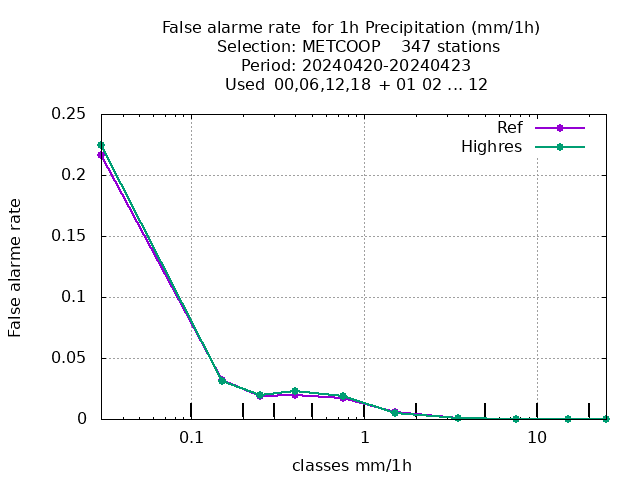 False alarme rate  for 1h Precipitation (mm/1h)
Selection: METCOOP    347 stations
Period: 20240420-20240423
Used  00,06,12,18 + 01 02 ... 12
0.25
0.2
0.15
0.1
0.05
0
False alarme rate
Ref
Highres
0.1
1
10
classes mm/1h